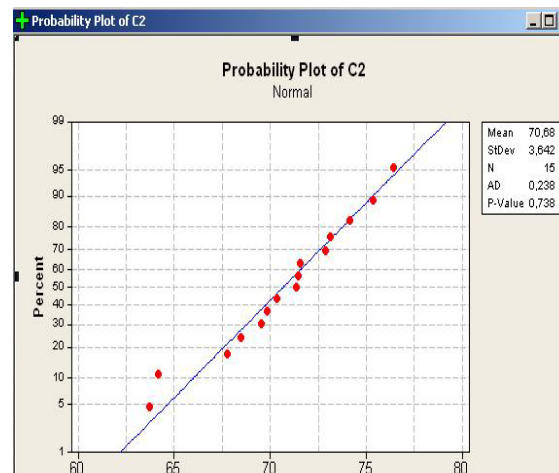 Probability Plot of C2
Probability Plot of C2
Normal
99
95
90
80
70
60
50
40
30
20
10
5
1
Percent
60
65
70
75
80
Mean 70,68
StDev 3,642
N 15
AD 0,238
P-Value 0,738